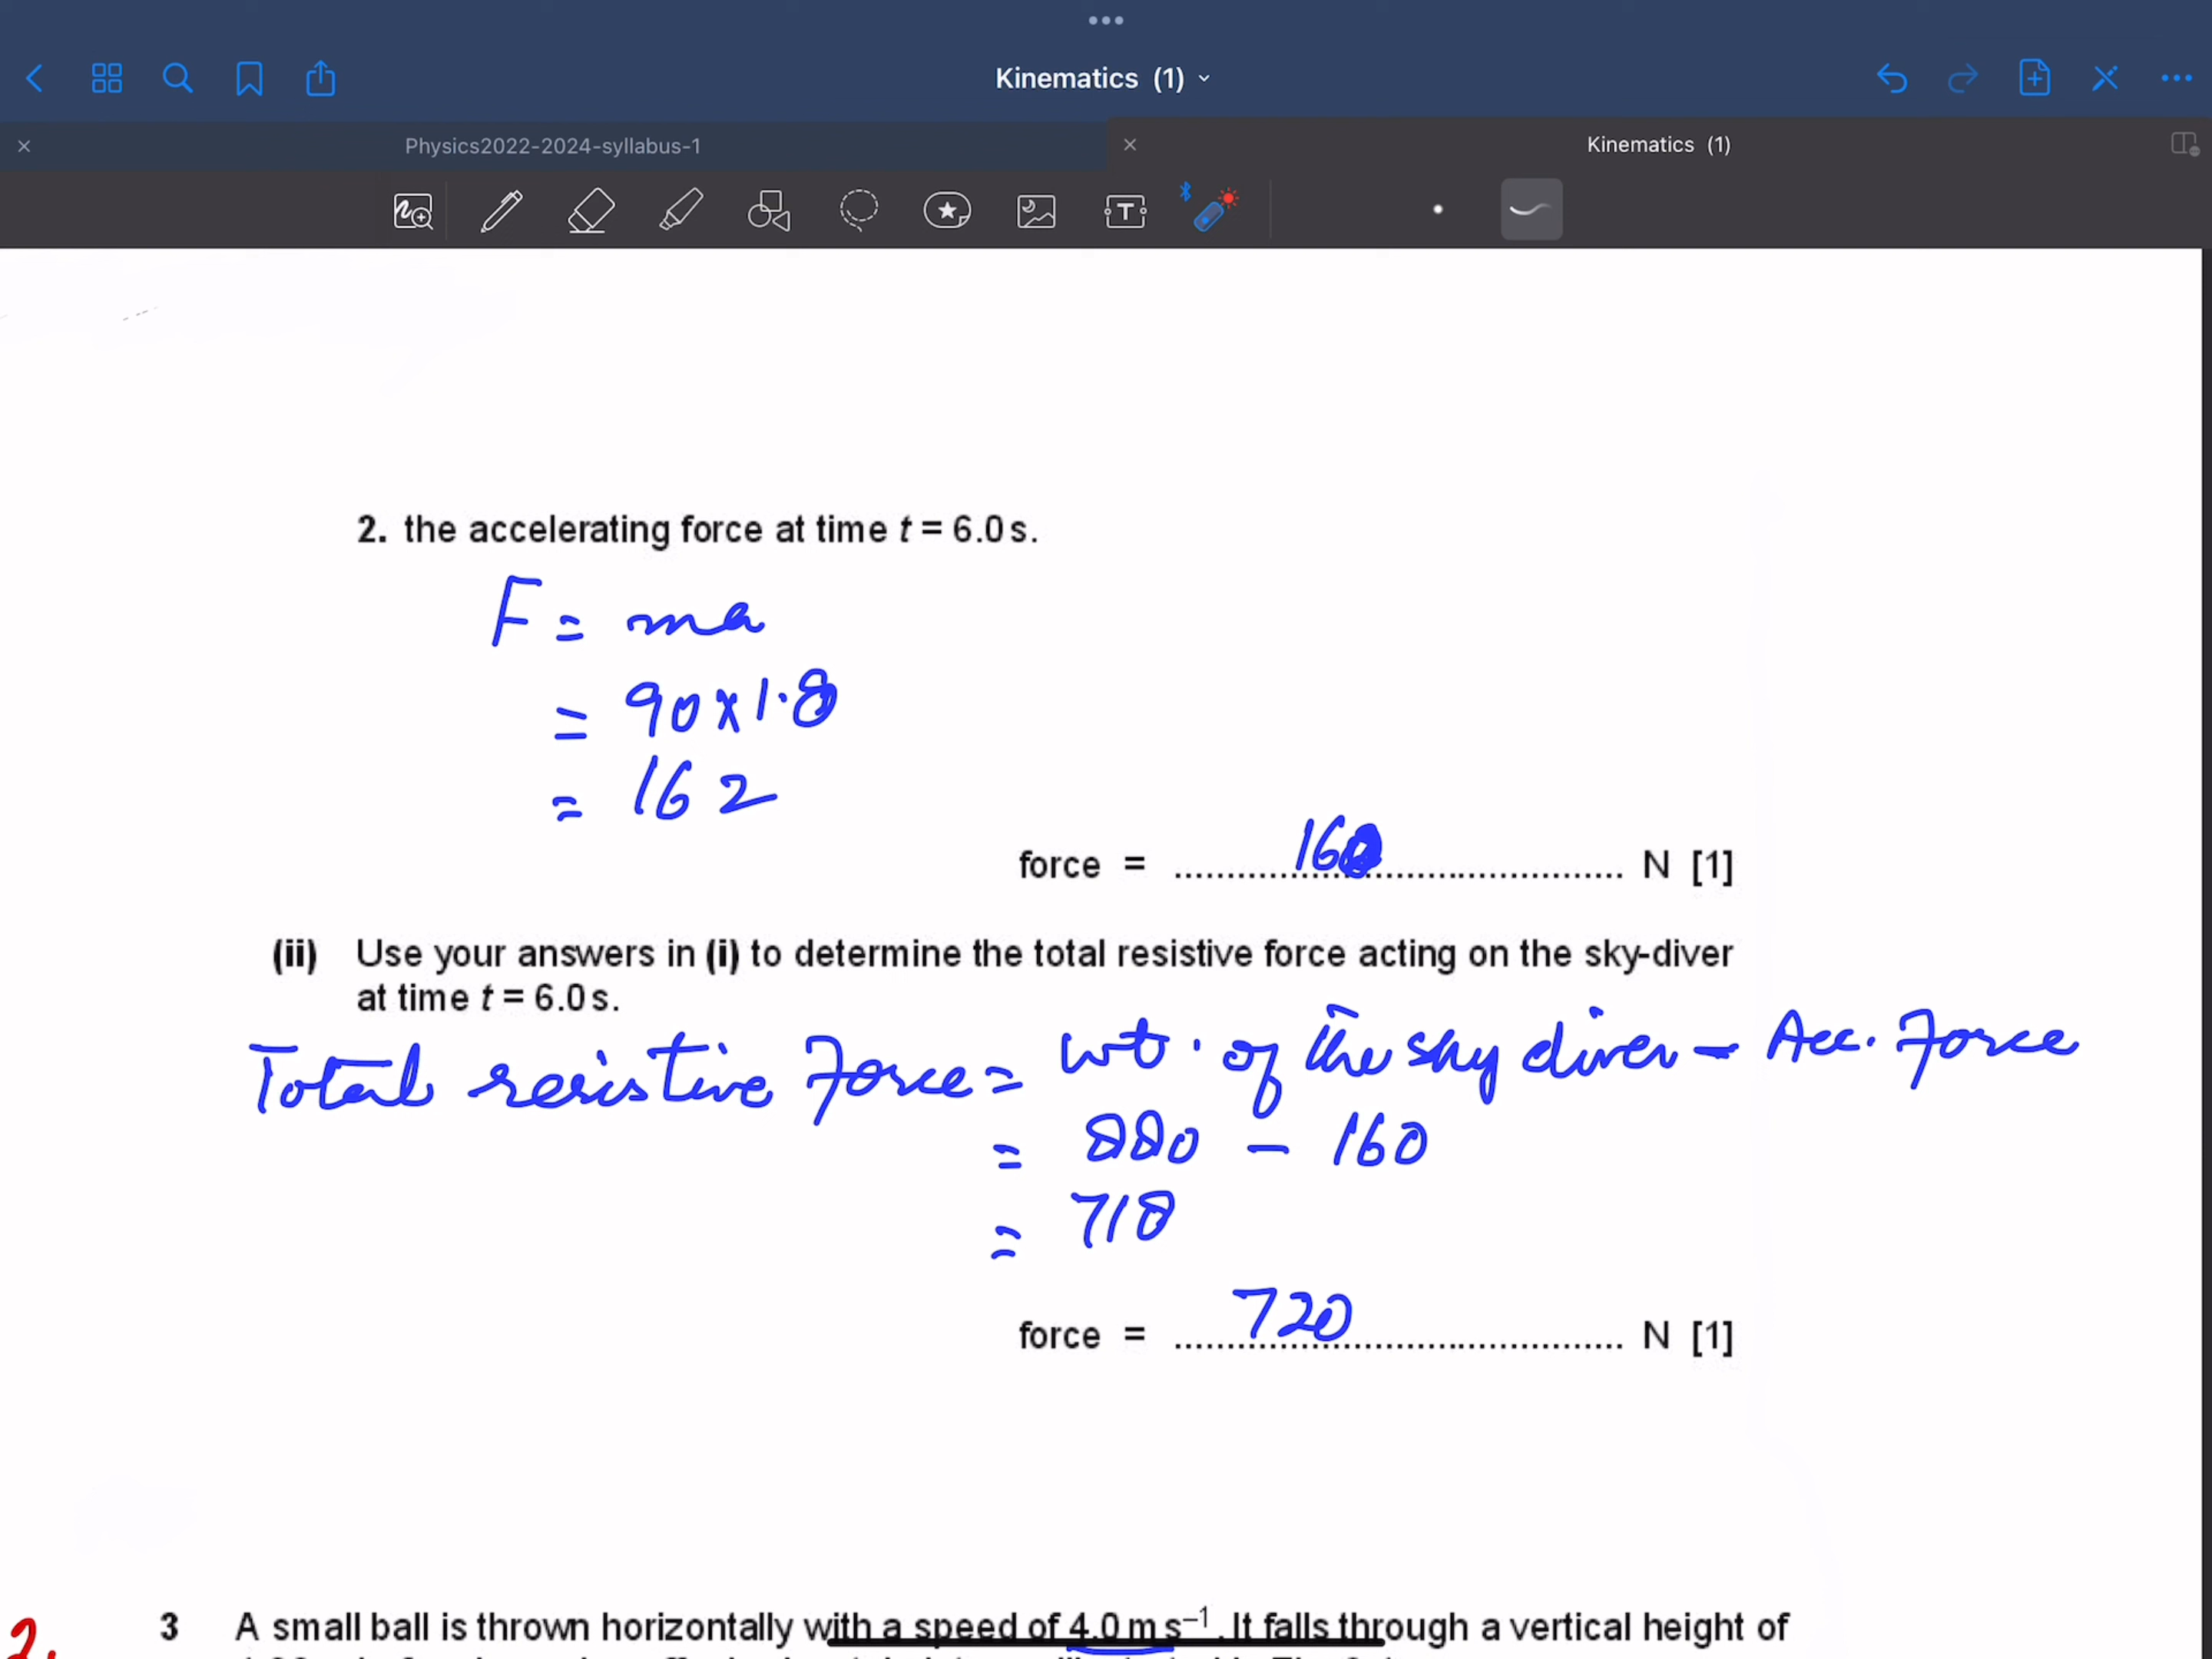 Kinematics (1)
Physics2022-2024-syllabus-1
Kinematics (1)
2. the accelerating force at time t = 6.0 s.
F = ma
= 90 x 1.8
= 162
force = 160 N [1]
(ii) Use your answers in (i) to determine the total resistive force acting on the sky-diver
at time t = 6.0 s.
Total resistive Force = wt. of the sky diver - Acc. Force
= 880 - 160
= 718
force = 720 N [1]
2.
3 A small ball is thrown horizontally with a speed of 4.0 m s⁻¹. It falls through a vertical height of